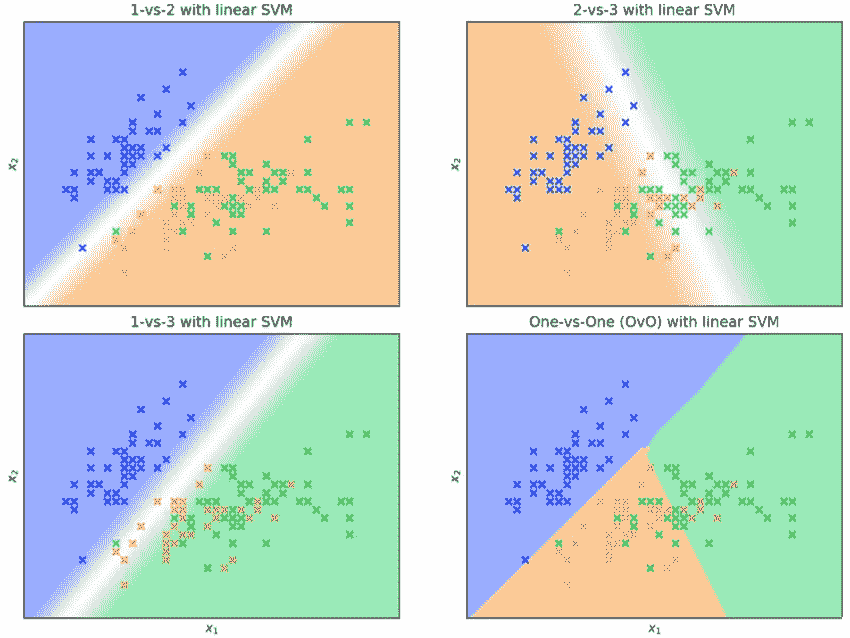 1-vs-2 with linear SVM
2-vs-3 with linear SVM
x₂
x₂
1-vs-3 with linear SVM
One-vs-One (OvO) with linear SVM
x₂
x₂
x₁
x₁